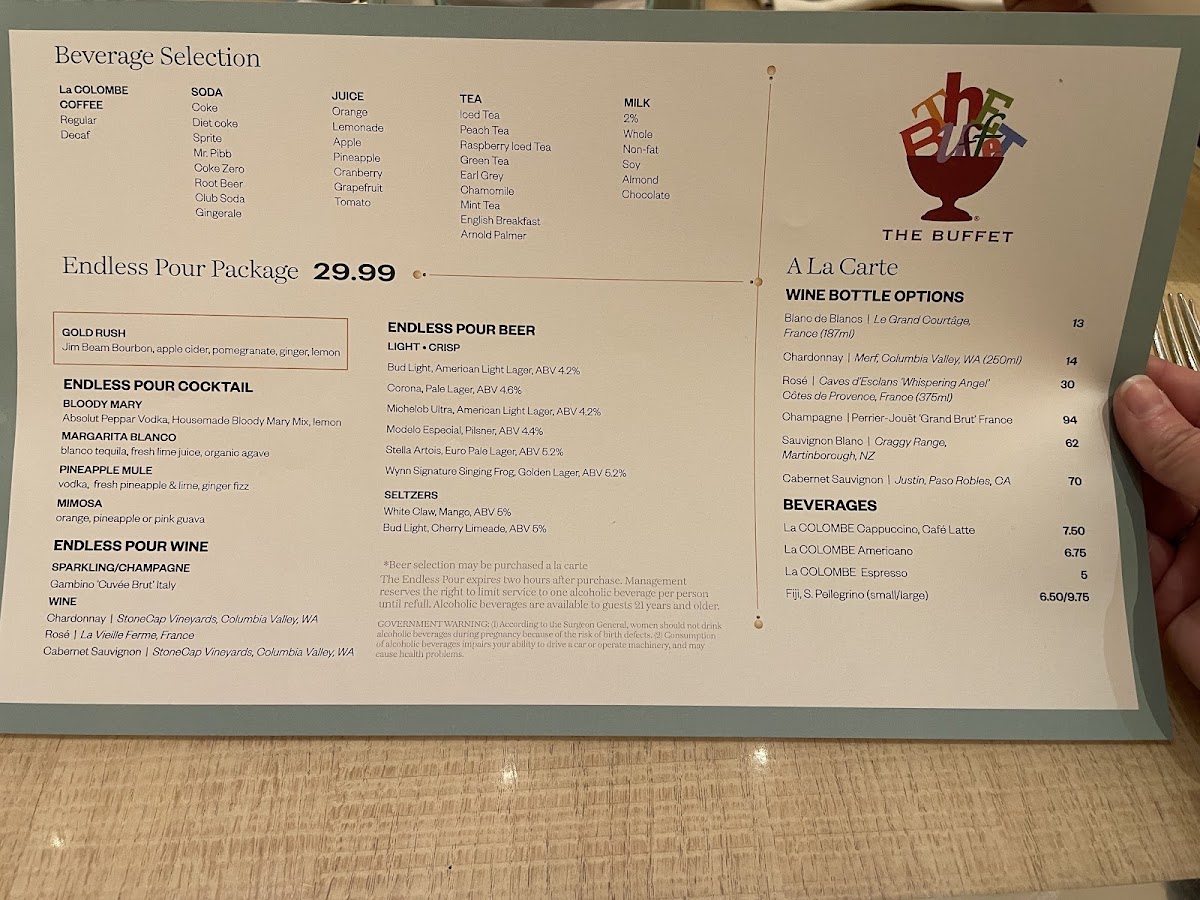 Beverage Selection
La COLOMBE
COFFEE
Regular
Decaf
SODA
Coke
Diet coke
Sprite
Mr. Pibb
Coke Zero
Root Beer
Club Soda
Gingerale
JUICE
Orange
Lemonade
Apple
Pineapple
Cranberry
Grapefruit
Tomato
TEA
Iced Tea
Peach Tea
Raspberry Iced Tea
Green Tea
Earl Grey
Chamomile
Mint Tea
English Breakfast
Arnold Palmer
MILK
2%
Whole
Non-fat
Soy
Almond
Chocolate
Endless Pour Package 29.99
GOLD RUSH
Jim Beam Bourbon, apple cider, pomegranate, ginger, lemon
ENDLESS POUR COCKTAIL
BLOODY MARY
Absolut Peppar Vodka, Housemade Bloody Mary Mix, lemon
MARGARITA BLANCO
blanco tequila, fresh lime juice, organic agave
PINEAPPLE MULE
vodka, fresh pineapple & lime, ginger fizz
MIMOSA
orange, pineapple or pink guava
ENDLESS POUR WINE
SPARKLING/CHAMPAGNE
Gambino 'Cuvée Brut' Italy
WINE
Chardonnay | StoneCap Vineyards, Columbia Valley, WA
Rosé | La Vieille Ferme, France
Cabernet Sauvignon | StoneCap Vineyards, Columbia Valley, WA
ENDLESS POUR BEER
LIGHT • CRISP
Bud Light, American Light Lager, ABV 4.2%
Corona, Pale Lager, ABV 4.6%
Michelob Ultra, American Light Lager, ABV 4.2%
Modelo Especial, Pilsner, ABV 4.4%
Stella Artois, Euro Pale Lager, ABV 5.2%
Wynn Signature Singing Frog, Golden Lager, ABV 5.2%
SELTZERS
White Claw, Mango, ABV 5%
Bud Light, Cherry Limeade, ABV 5%
*Beer selection may be purchased a la carte
The Endless Pour expires two hours after purchase. Management
reserves the right to limit service to one alcoholic beverage per person
until refull. Alcoholic beverages are available to guests 21 years and older.
GOVERNMENT WARNING: (1) According to the Surgeon General, women should not drink
alcoholic beverages during pregnancy because of the risk of birth defects. (2) Consumption
of alcoholic beverages impairs your ability to drive a car or operate machinery, and may
cause health problems.
The
Buffet
®
THE BUFFET
A La Carte
WINE BOTTLE OPTIONS
Blanc de Blancs | Le Grand Courtâge, 13
France (187ml)
Chardonnay | Merf, Columbia Valley, WA (250ml) 14
Rosé | Caves d'Esclans 'Whispering Angel' 30
Côtes de Provence, France (375ml)
Champagne | Perrier-Jouët 'Grand Brut' France 94
Sauvignon Blanc | Craggy Range, 62
Martinborough, NZ
Cabernet Sauvignon | Justin, Paso Robles, CA 70
BEVERAGES
La COLOMBE Cappuccino, Café Latte 7.50
La COLOMBE Americano 6.75
La COLOMBE Espresso 5
Fiji, S. Pellegrino (small/large) 6.50/9.75